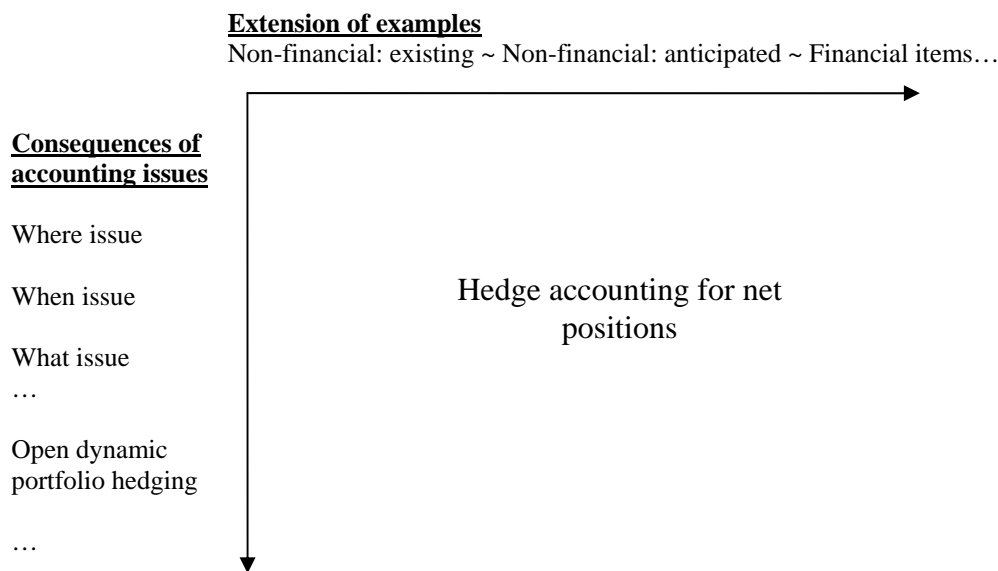 Extension of examples
Non-financial: existing ~ Non-financial: anticipated ~ Financial items…
Consequences of
accounting issues
Where issue
When issue
What issue
…
Open dynamic
portfolio hedging
…
Hedge accounting for net
positions